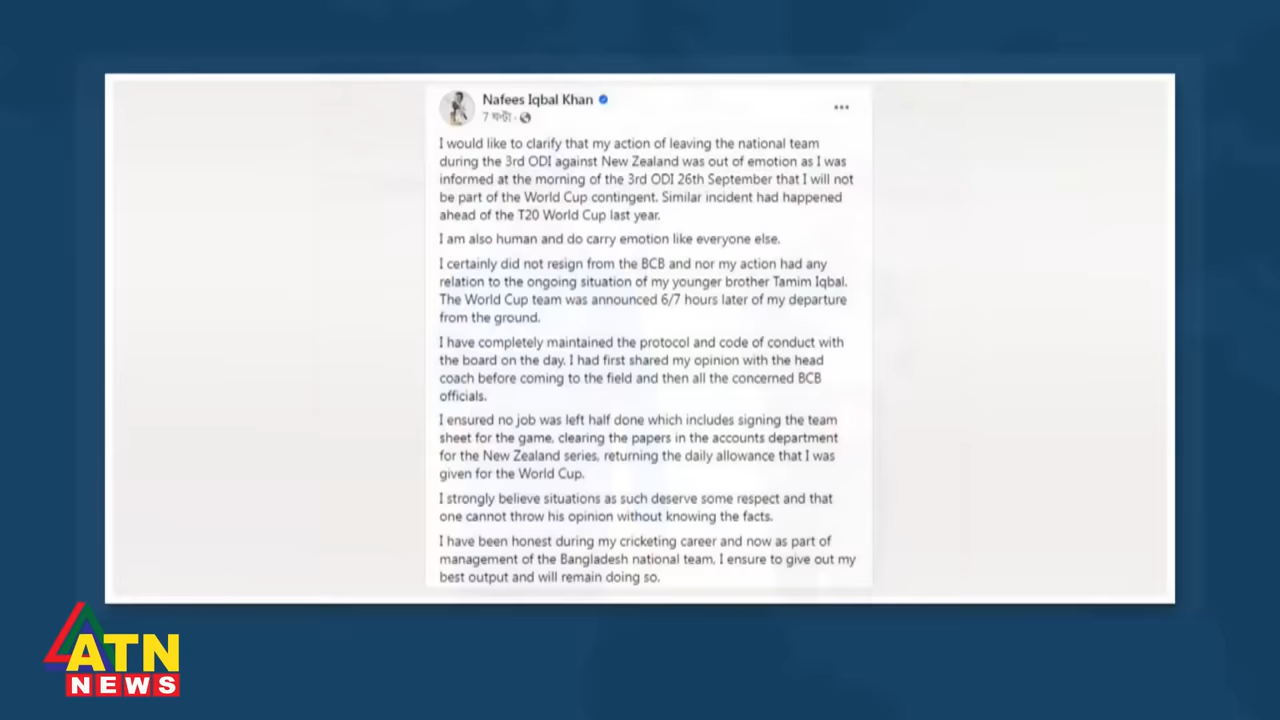 Nafees Iqbal Khan
7 ঘণ্টা ·
I would like to clarify that my action of leaving the national team
during the 3rd ODI against New Zealand was out of emotion as I was
informed at the morning of the 3rd ODI 26th September that I will not
be part of the World Cup contingent. Similar incident had happened
ahead of the T20 World Cup last year.
I am also human and do carry emotion like everyone else.
I certainly did not resign from the BCB and nor my action had any
relation to the ongoing situation of my younger brother Tamim Iqbal.
The World Cup team was announced 6/7 hours later of my departure
from the ground.
I have completely maintained the protocol and code of conduct with
the board on the day. I had first shared my opinion with the head
coach before coming to the field and then all the concerned BCB
officials.
I ensured no job was left half done which includes signing the team
sheet for the game, clearing the papers in the accounts department
for the New Zealand series, returning the daily allowance that I was
given for the World Cup.
I strongly believe situations as such deserve some respect and that
one cannot throw his opinion without knowing the facts.
I have been honest during my cricketing career and now as part of
management of the Bangladesh national team, I ensure to give out my
best output and will remain doing so.
ATN
NEWS